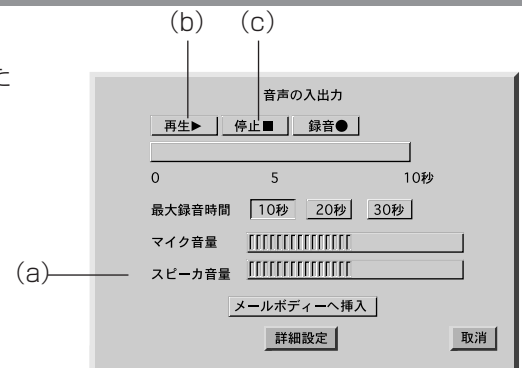 (b) (c)
た
音声の入出力
再生▶ 停止■ 録音●
0 5 10秒
最大録音時間 10秒 20秒 30秒
マイク音量
(a) スピーカ音量
メールボディーへ挿入
詳細設定 取消